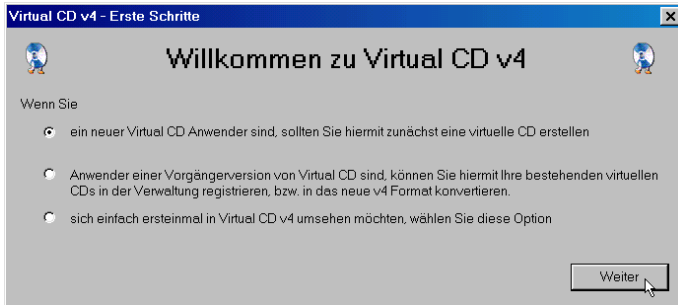 Virtual CD v4 - Erste Schritte
Willkommen zu Virtual CD v4
Wenn Sie
ein neuer Virtual CD Anwender sind, sollten Sie hiermit zunächst eine virtuelle CD erstellen
Anwender einer Vorgängerversion von Virtual CD sind, können Sie hiermit Ihre bestehenden virtuellen
CDs in der Verwaltung registrieren, bzw. in das neue v4 Format konvertieren.
sich einfach ersteinmal in Virtual CD v4 umsehen möchten, wählen Sie diese Option
Weiter